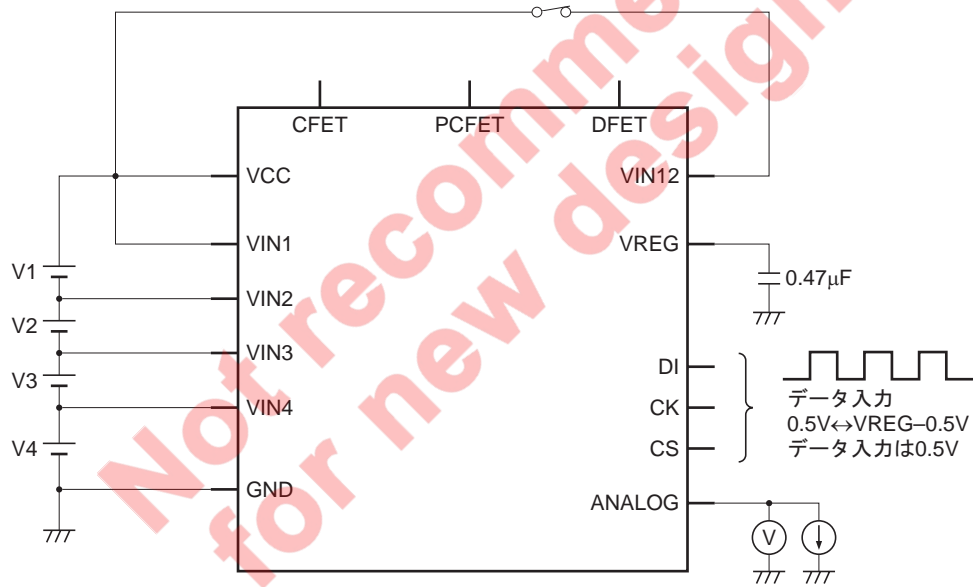 CFET
PCFET
DFET
VCC
VIN12
VIN1
VREG
V1
0.47μF
VIN2
V2
VIN3
DI
V3
データ入力
VIN4
CK
0.5V↔VREG–0.5V
V4
CS
データ入力は0.5V
GND
ANALOG
V
Not recomme
for new design